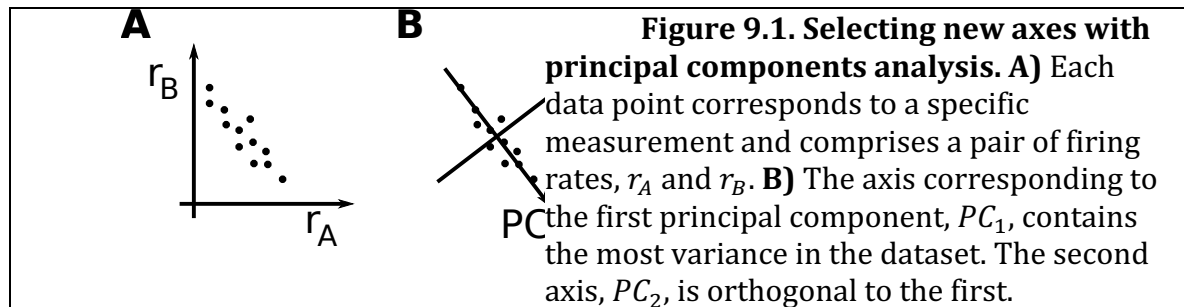 A
r_B
r_A
B
PC
Figure 9.1. Selecting new axes with
principal components analysis. A) Each
data point corresponds to a specific
measurement and comprises a pair of firing
rates, r_A and r_B. B) The axis corresponding to
the first principal component, PC_1, contains
the most variance in the dataset. The second
axis, PC_2, is orthogonal to the first.